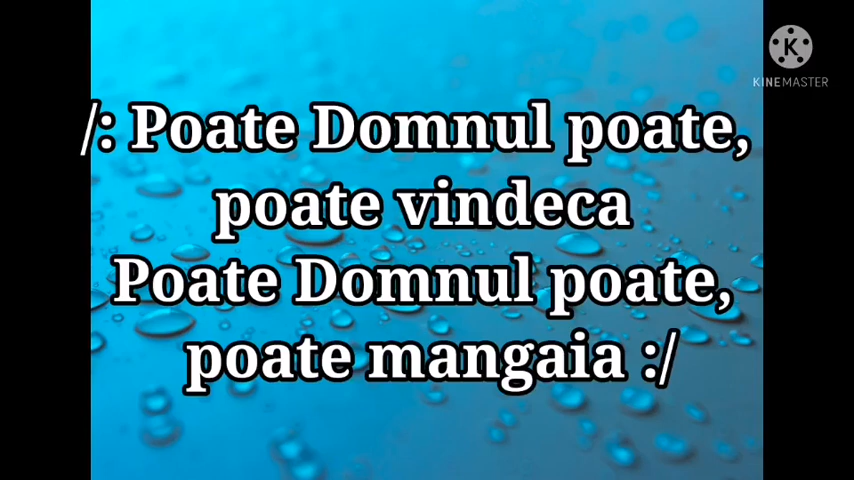 /: Poate Domnul poate,
poate vindeca
Poate Domnul poate,
poate mangaia :/
K
KINEMASTER